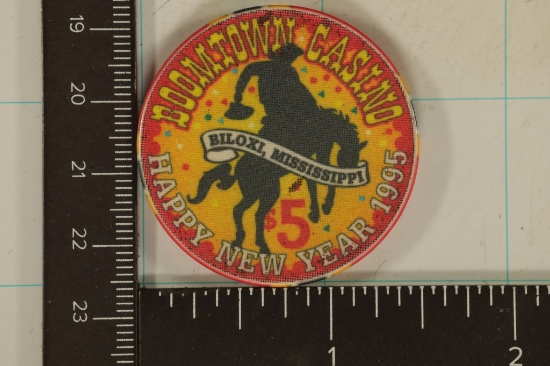 BOOMTOWN CASINO
BILOXI, MISSISSIPPI
$5
HAPPY NEW YEAR 1995
19
20
21
22
23
1
2